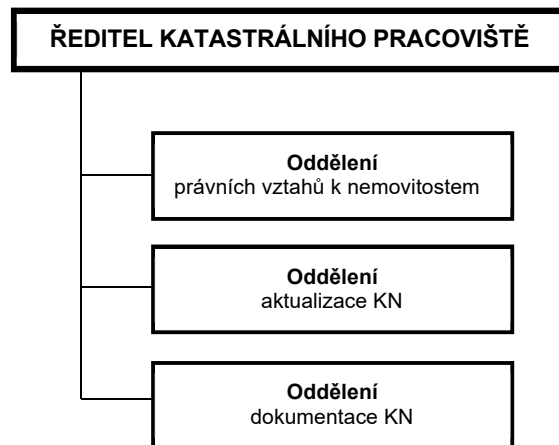 ŘEDITEL KATASTRÁLNÍHO PRACOVIŠTĚ
Oddělení
právních vztahů k nemovitostem
Oddělení
aktualizace KN
Oddělení
dokumentace KN